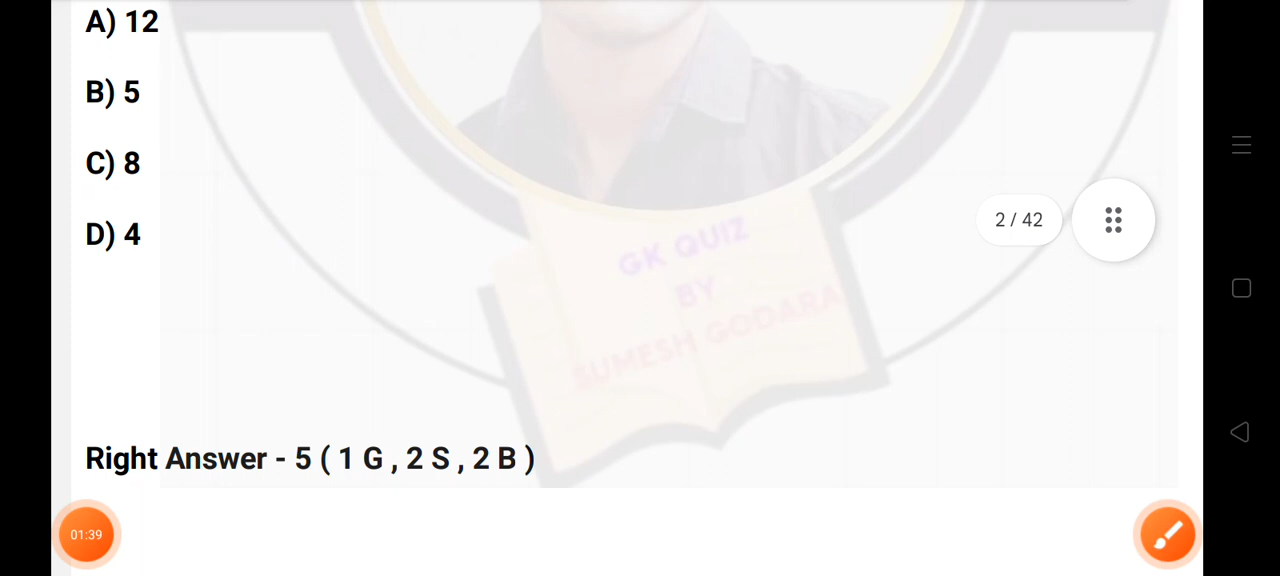 A) 12
B) 5
C) 8
D) 4
2 / 42
GK QUIZ
BY
SUMESH GODARA
Right Answer - 5 ( 1 G , 2 S , 2 B )
01:39